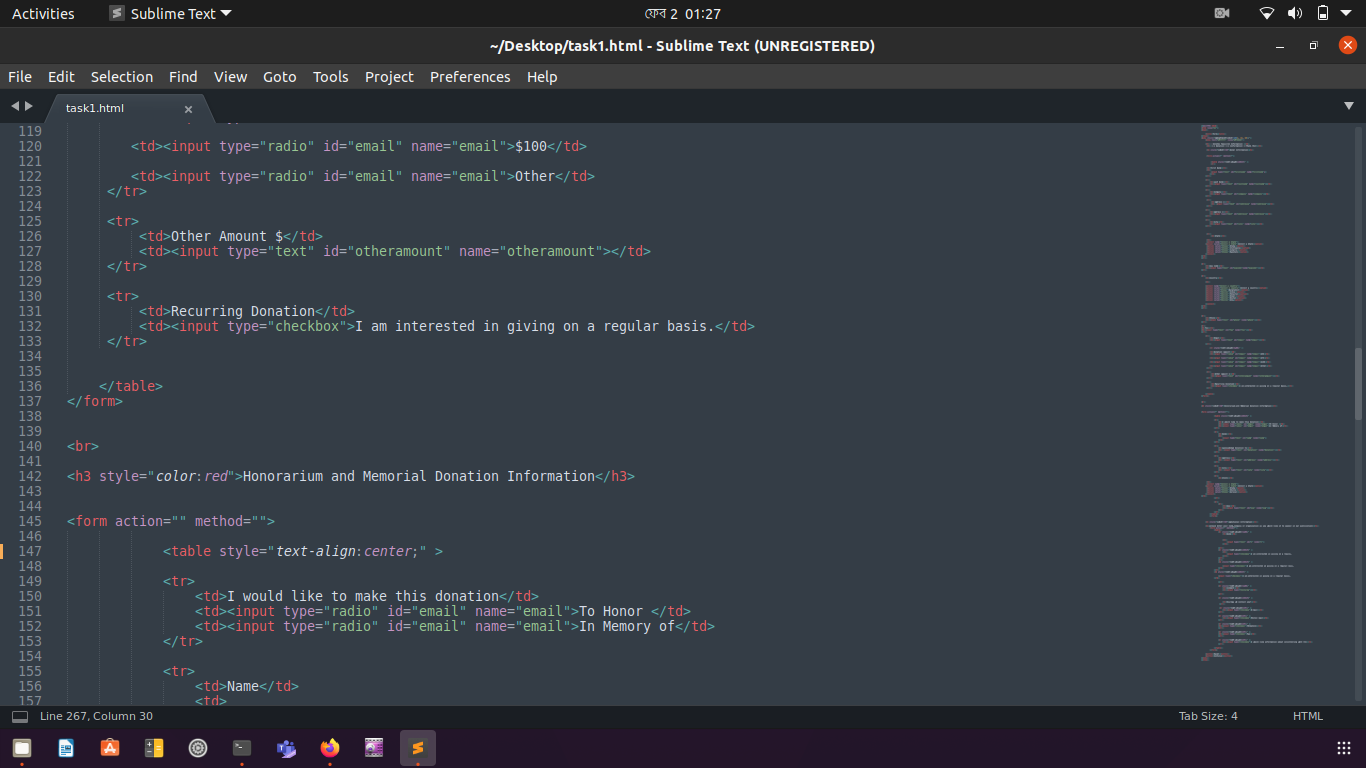 Activities Sublime Text ফেব 2 01:27
~/Desktop/task1.html - Sublime Text (UNREGISTERED)
File Edit Selection Find View Goto Tools Project Preferences Help
task1.html
119
120 <td><input type="radio" id="email" name="email">$100</td>
121
122 <td><input type="radio" id="email" name="email">Other</td>
123 </tr>
124
125 <tr>
126 <td>Other Amount $</td>
127 <td><input type="text" id="otheramount" name="otheramount"></td>
128 </tr>
129
130 <tr>
131 <td>Recurring Donation</td>
132 <td><input type="checkbox">I am interested in giving on a regular basis.</td>
133 </tr>
134
135
136 </table>
137 </form>
138
139
140 <br>
141
142 <h3 style="color:red">Honorarium and Memorial Donation Information</h3>
143
144
145 <form action="" method="">
146
147 <table style="text-align:center;" >
148
149 <tr>
150 <td>I would like to make this donation</td>
151 <td><input type="radio" id="email" name="email">To Honor </td>
152 <td><input type="radio" id="email" name="email">In Memory of</td>
153 </tr>
154
155 <tr>
156 <td>Name</td>
157 <td>
Line 267, Column 30 Tab Size: 4 HTML